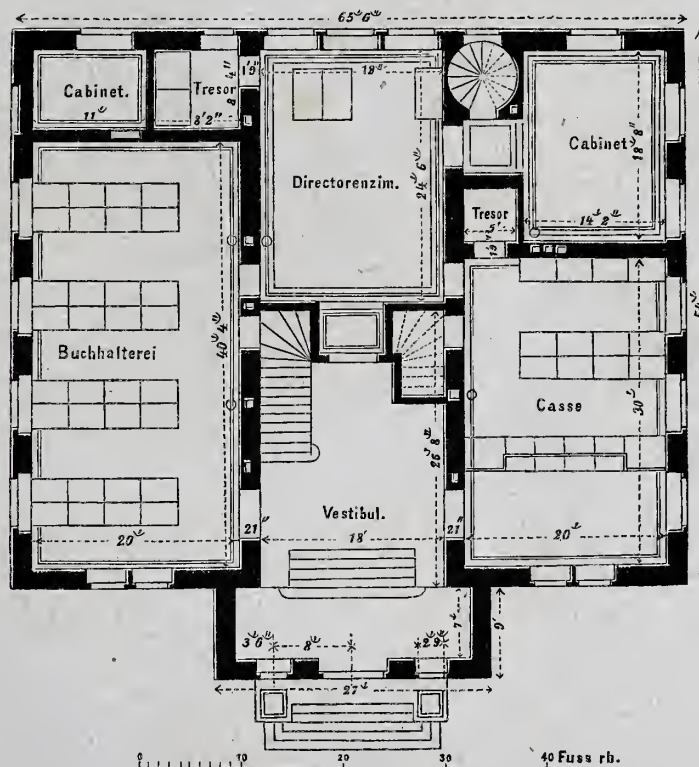 65' 6"
Cabinet.
11'
Tresor
8' 4"
8' 2"
1' 9"
18"
Directorenzim.
24' 6"
Cabinet
18' 8"
14' 2"
Tresor
5'
Buchhalterei
40' 4"
Casse
30'
26' 8"
Vestibul.
20'
21"
18'
21"
20'
3' 6"
8'
2' 9"
7'
9'
27'
0 10 20 30 40 Fuss rh.